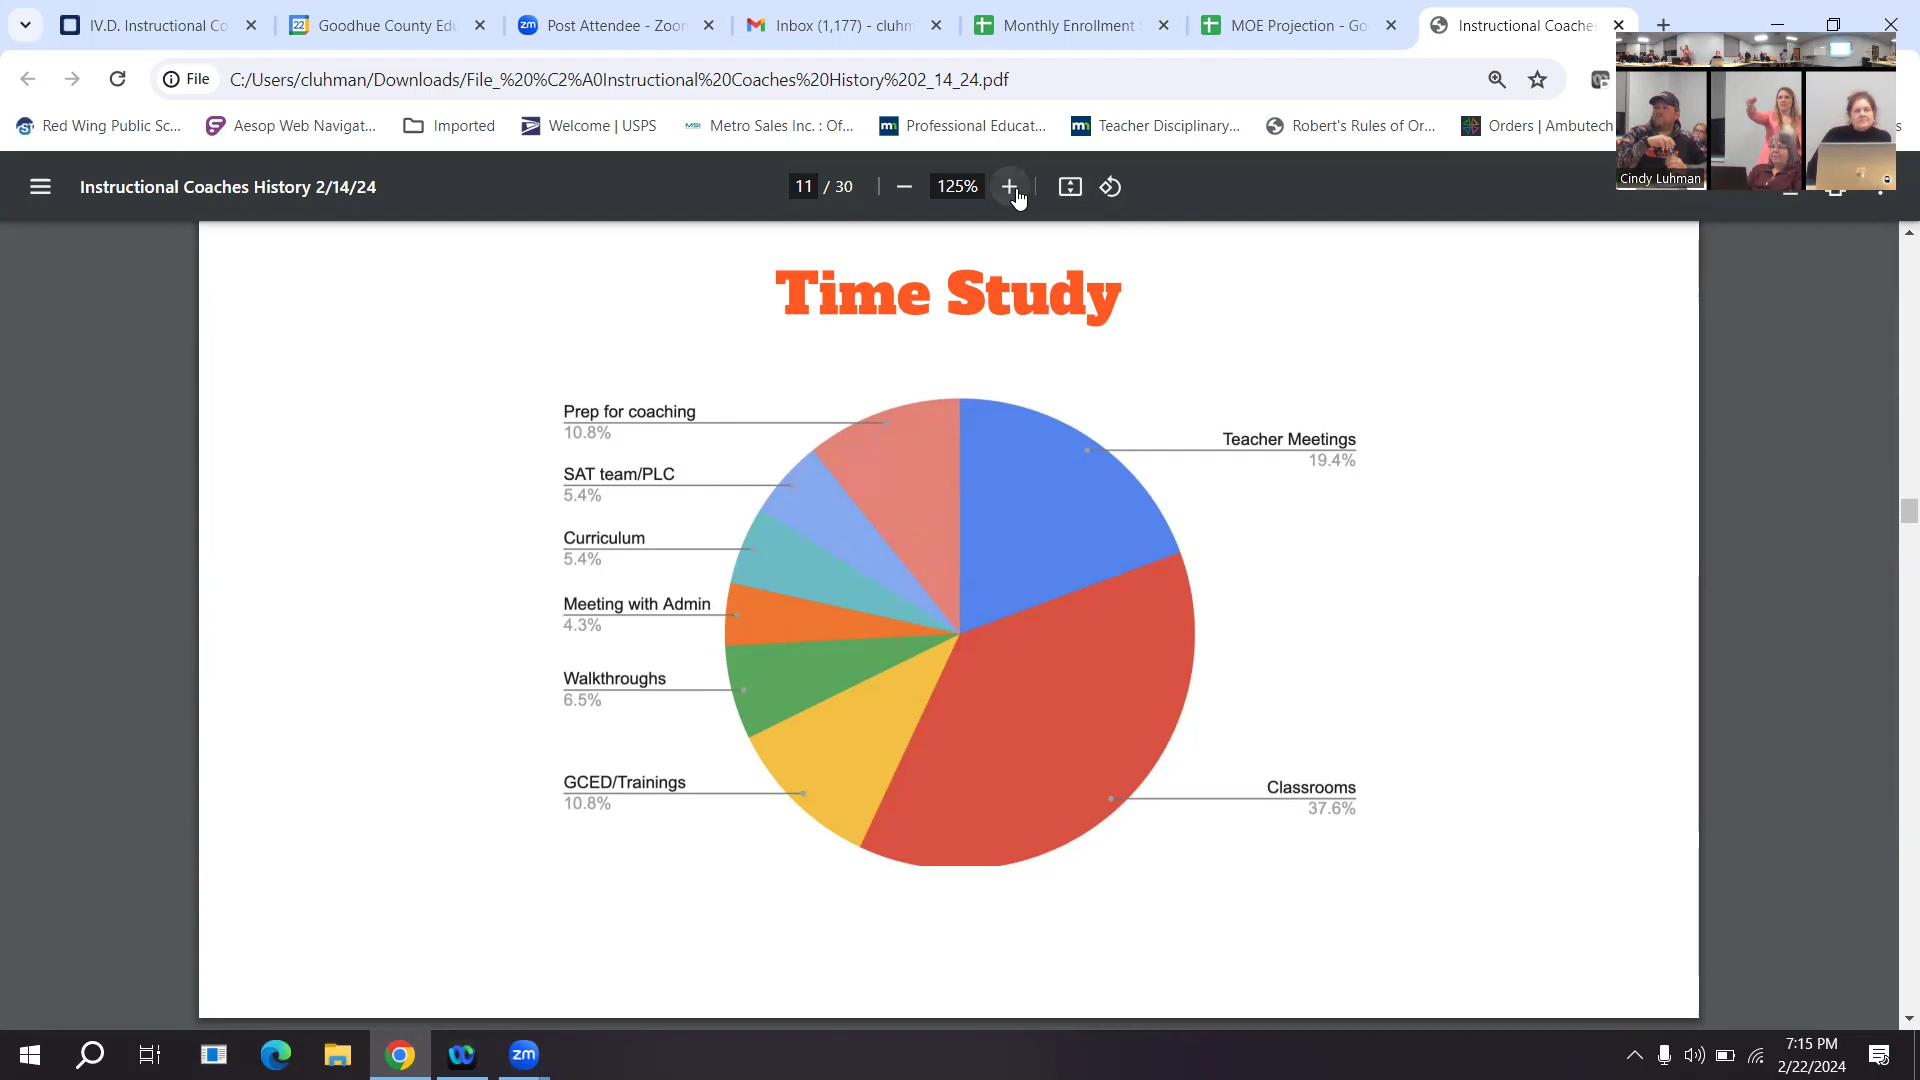 IV.D. Instructional Co
22
Goodhue County Edu
zm
Post Attendee - Zoom
Inbox (1,177) - cluhm
Monthly Enrollment
MOE Projection - Go
Instructional Coaches
File
C:/Users/cluhman/Downloads/File_%20%C2%A0Instructional%20Coaches%20History%202_14_24.pdf
Red Wing Public Sc...
Aesop Web Navigat...
Imported
Welcome | USPS
Metro Sales Inc. : Of...
Professional Educat...
Teacher Disciplinary...
Robert's Rules of Or...
Orders | Ambutech
Cindy Luhman
Instructional Coaches History 2/14/24
11 / 30
125%
Time Study
Prep for coaching
10.8%
Teacher Meetings
19.4%
SAT team/PLC
5.4%
Curriculum
5.4%
Meeting with Admin
4.3%
Walkthroughs
6.5%
GCED/Trainings
10.8%
Classrooms
37.6%
zm
7:15 PM
2/22/2024